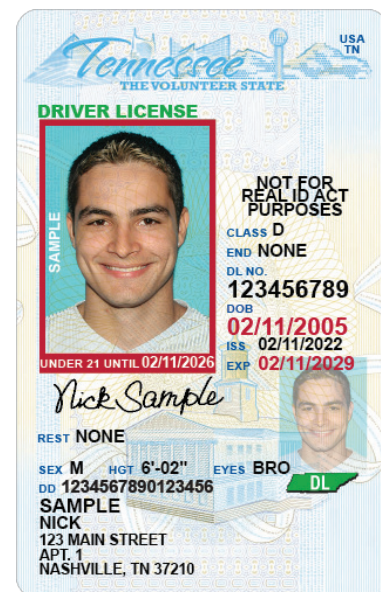 USA
TN
Tennessee
THE VOLUNTEER STATE
DRIVER LICENSE
SAMPLE
NOT FOR
REAL ID ACT
PURPOSES
CLASS D
END NONE
DL NO.
123456789
DOB
02/11/2005
ISS 02/11/2022
EXP 02/11/2029
UNDER 21 UNTIL 02/11/2026
Nick Sample
REST NONE
SEX M HGT 6'-02" EYES BRO
DL
DD 1234567890123456
SAMPLE
NICK
123 MAIN STREET
APT. 1
NASHVILLE, TN 37210